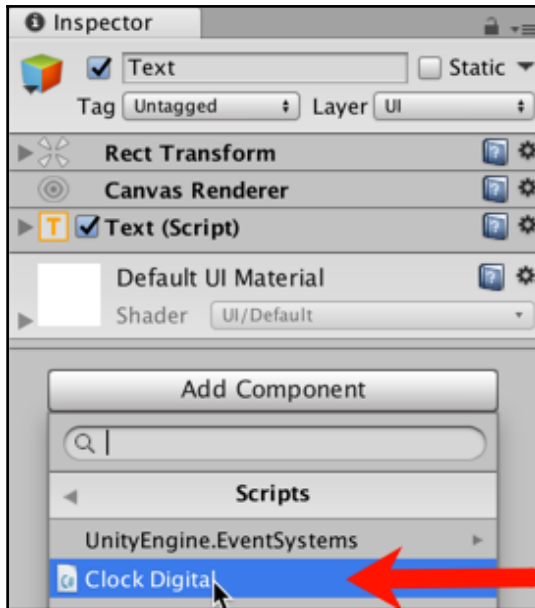 Inspector
Text Static
Tag Untagged Layer UI
Rect Transform
Canvas Renderer
T Text (Script)
Default UI Material
Shader UI/Default
Add Component
Scripts
UnityEngine.EventSystems
Clock Digital